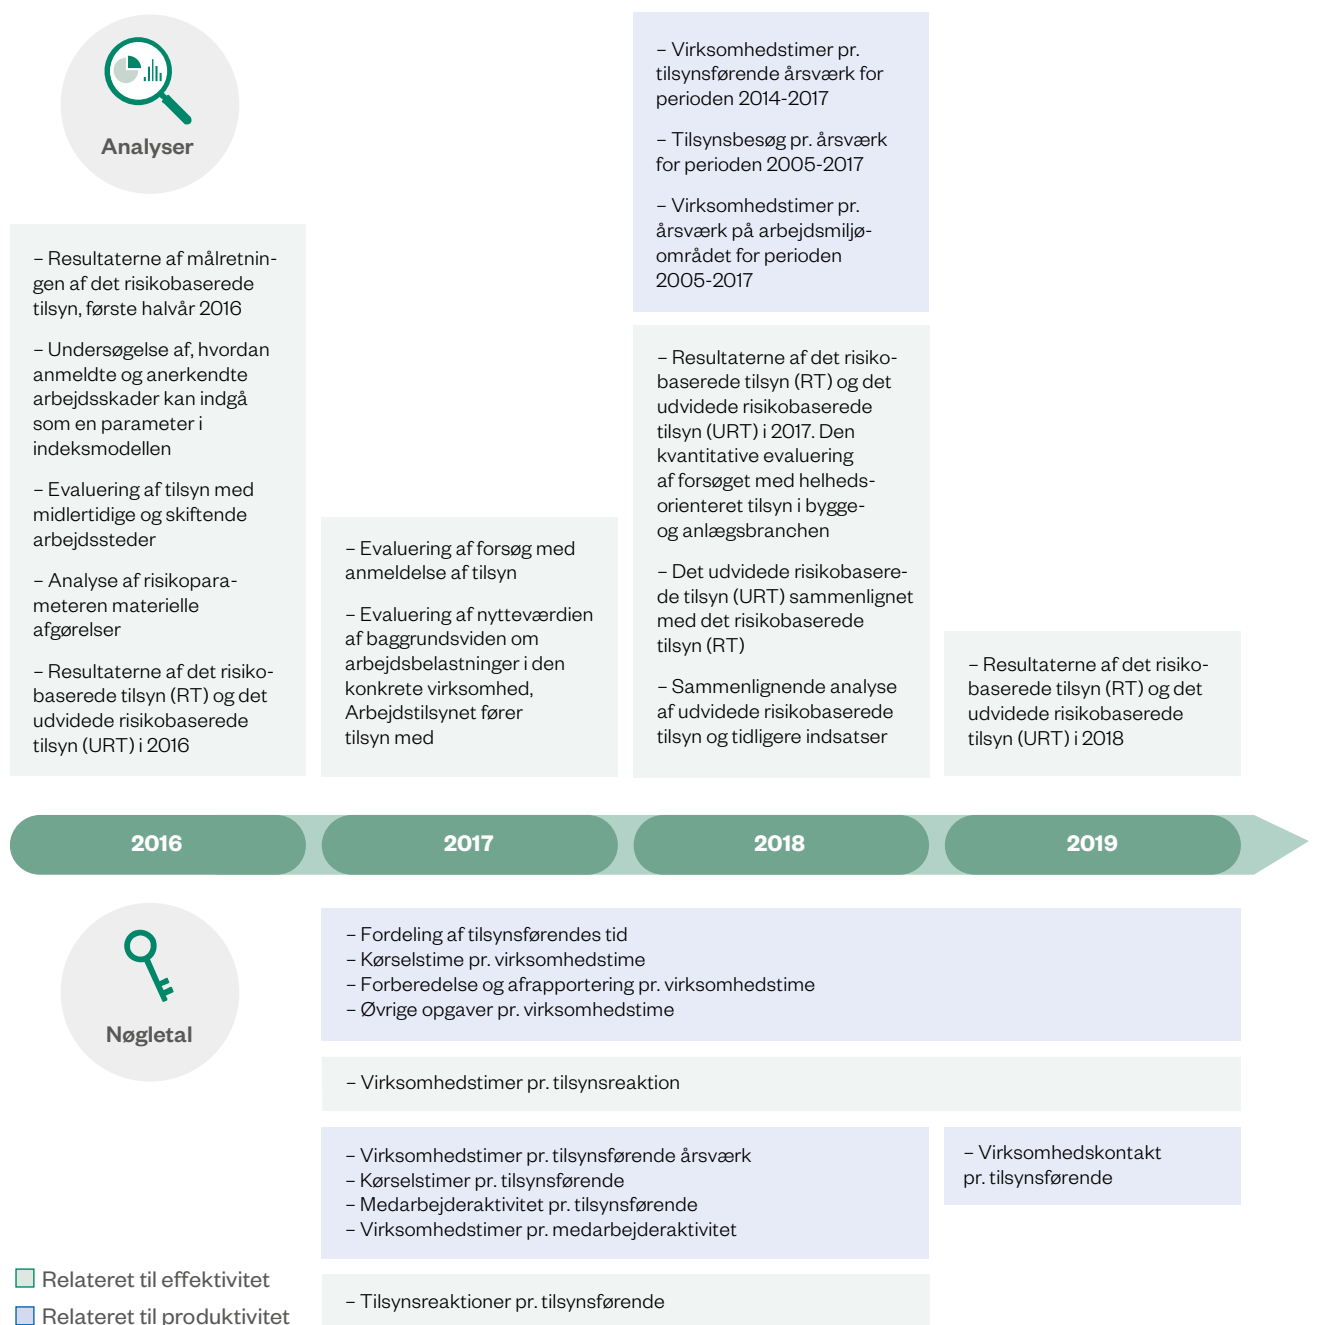 Analyser
– Resultaterne af målretnin-
gen af det risikobaserede
tilsyn, første halvår 2016
– Undersøgelse af, hvordan
anmeldte og anerkendte
arbejdsskader kan indgå
som en parameter i
indeksmodellen
– Evaluering af tilsyn med
midlertidige og skiftende
arbejdssteder
– Analyse af risikopara-
meteren materielle
afgørelser
– Resultaterne af det risiko-
baserede tilsyn (RT) og det
udvidede risikobaserede
tilsyn (URT) i 2016
– Evaluering af forsøg med
anmeldelse af tilsyn
– Evaluering af nytteværdien
af baggrundsviden om
arbejdsbelastninger i den
konkrete virksomhed,
Arbejdstilsynet fører
tilsyn med
– Virksomhedstimer pr.
tilsynsførende årsværk for
perioden 2014-2017
– Tilsynsbesøg pr. årsværk
for perioden 2005-2017
– Virksomhedstimer pr.
årsværk på arbejdsmiljø-
området for perioden
2005-2017
– Resultaterne af det risiko-
baserede tilsyn (RT) og det
udvidede risikobaserede
tilsyn (URT) i 2017. Den
kvantitative evaluering
af forsøget med helheds-
orienteret tilsyn i bygge-
og anlægsbranchen
– Det udvidede risikobasere-
de tilsyn (URT) sammenlignet
med det risikobaserede
tilsyn (RT)
– Sammenlignende analyse
af udvidede risikobaserede
tilsyn og tidligere indsatser
– Resultaterne af det risiko-
baserede tilsyn (RT) og det
udvidede risikobaserede
tilsyn (URT) i 2018
2016
2017
2018
2019
Nøgletal
– Fordeling af tilsynsførendes tid
– Kørselstime pr. virksomhedstime
– Forberedelse og afrapportering pr. virksomhedstime
– Øvrige opgaver pr. virksomhedstime
– Virksomhedstimer pr. tilsynsreaktion
– Virksomhedstimer pr. tilsynsførende årsværk
– Kørselstimer pr. tilsynsførende
– Medarbejderaktivitet pr. tilsynsførende
– Virksomhedstimer pr. medarbejderaktivitet
– Virksomhedskontakt
pr. tilsynsførende
– Tilsynsreaktioner pr. tilsynsførende
Relateret til effektivitet
Relateret til produktivitet